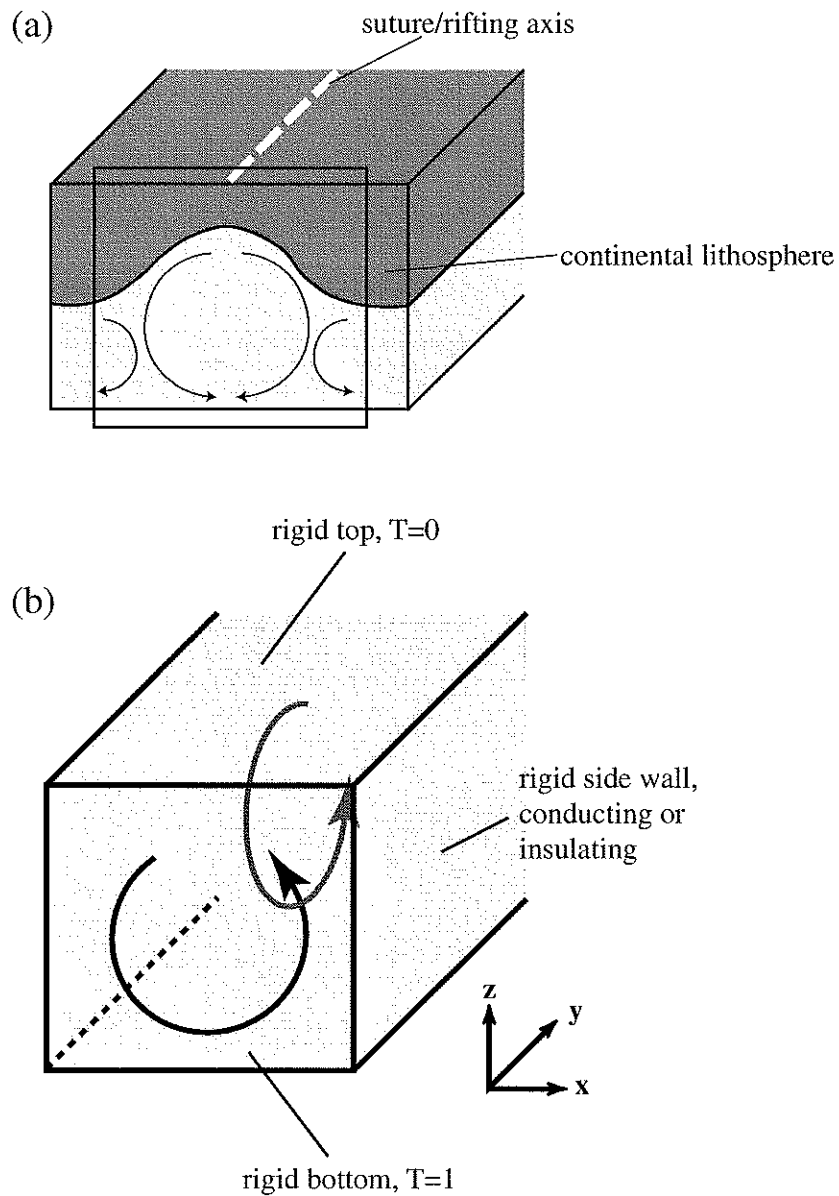 (a)
suture/rifting axis
continental lithosphere
rigid top, T=0
(b)
rigid side wall,
conducting or
insulating
z
y
x
rigid bottom, T=1